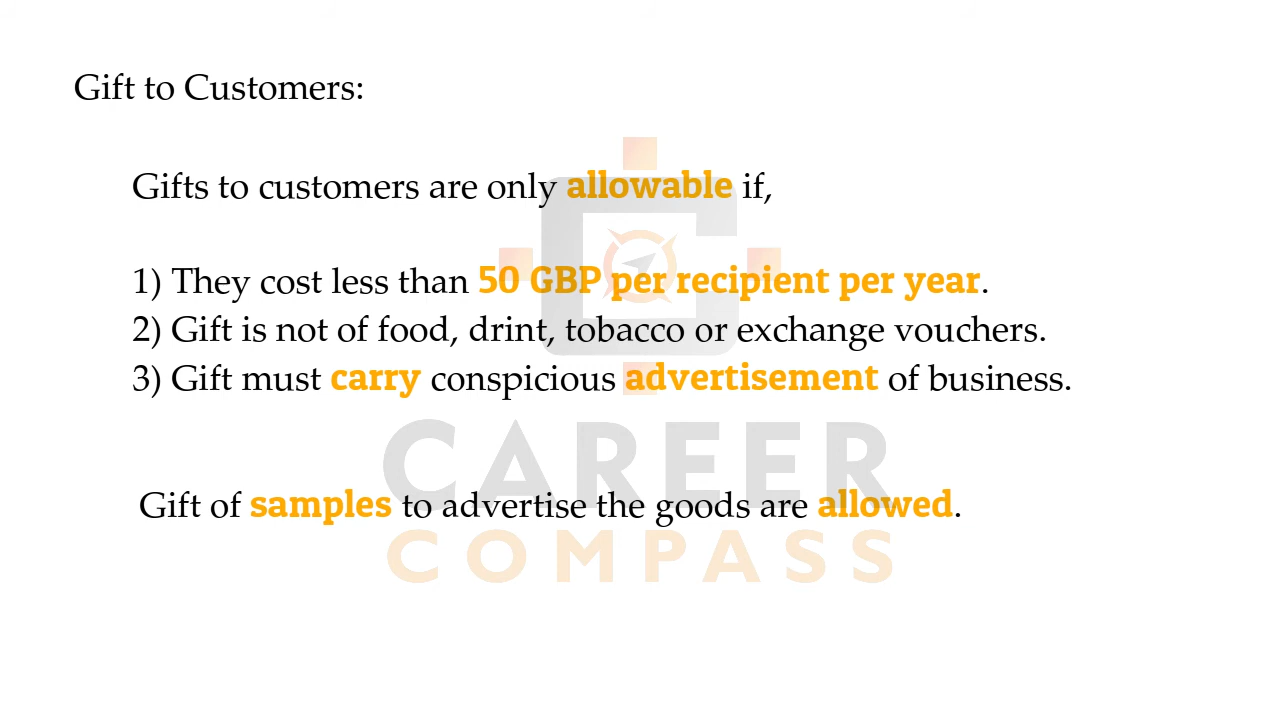 Gift to Customers:
Gifts to customers are only allowable if,
1) They cost less than 50 GBP per recipient per year.
2) Gift is not of food, drint, tobacco or exchange vouchers.
3) Gift must carry conspicious advertisement of business.
Gift of samples to advertise the goods are allowed.
CAREER
COMPASS